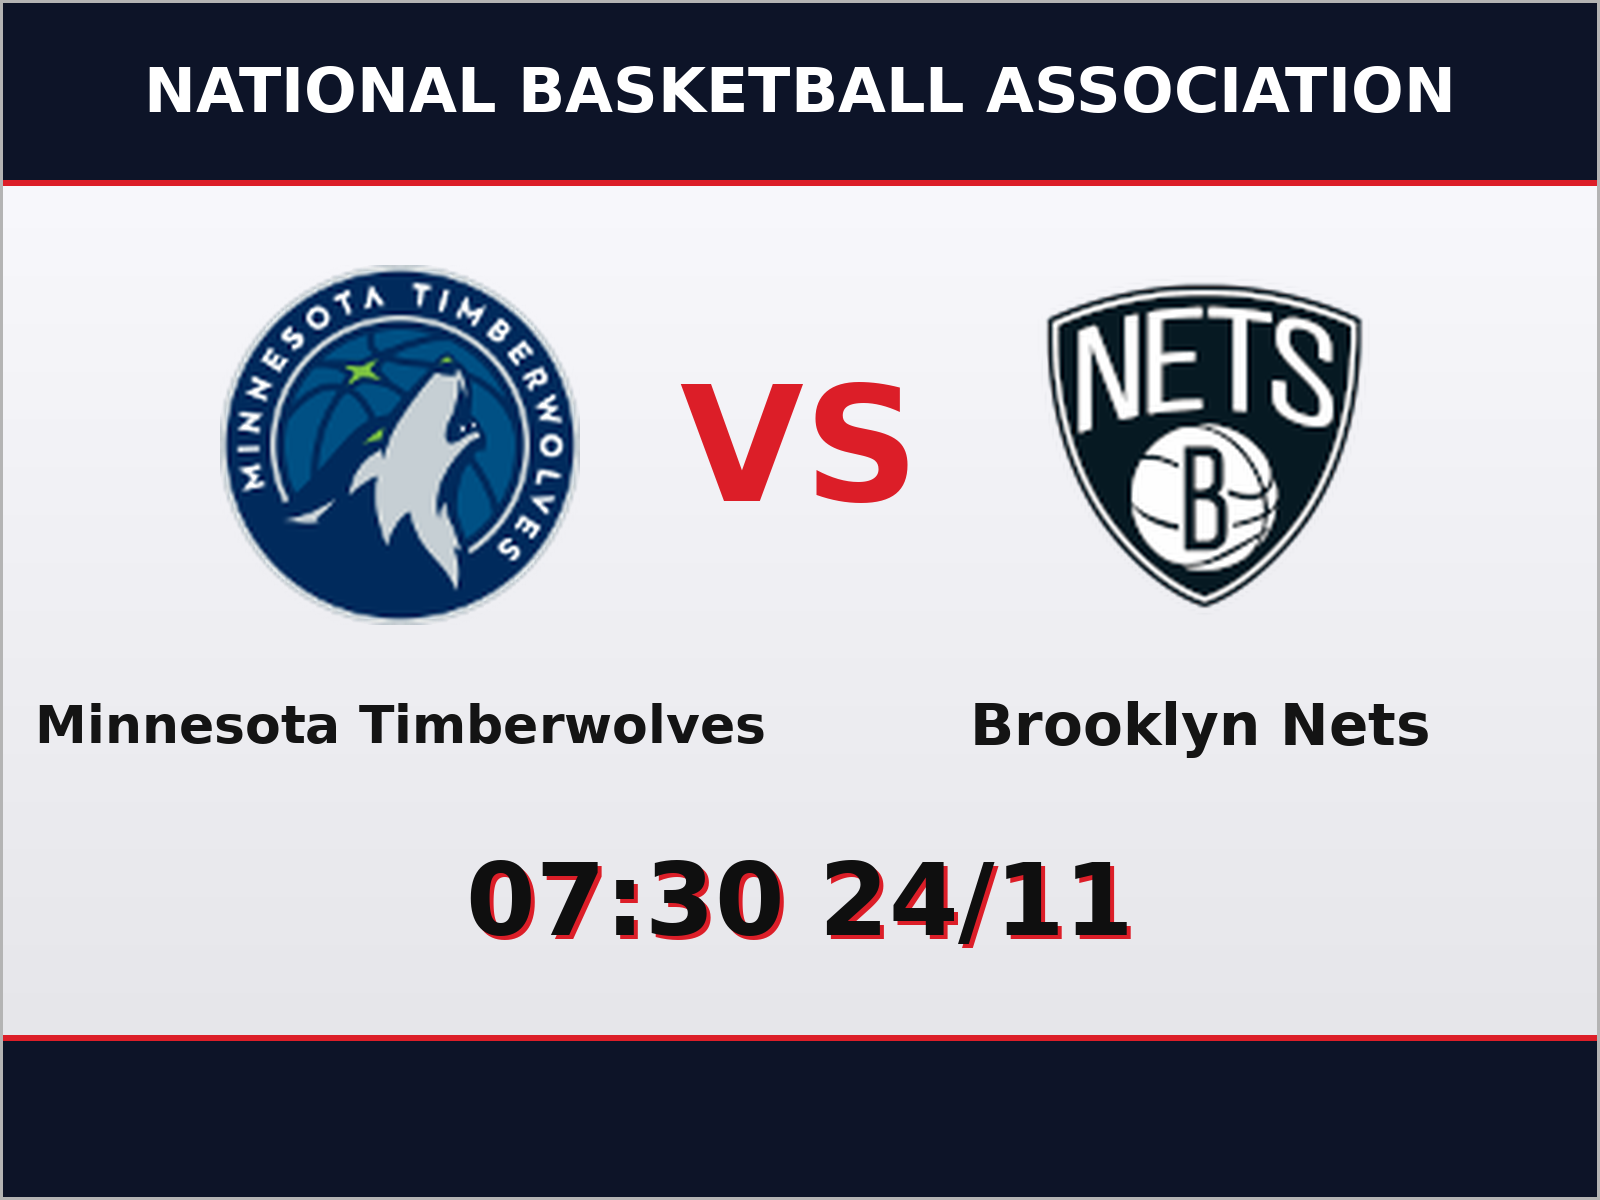 NATIONAL BASKETBALL ASSOCIATION
MINNESOTA TIMBERWOLVES
VS
NETS
B
Minnesota Timberwolves
Brooklyn Nets
07:30 24/11